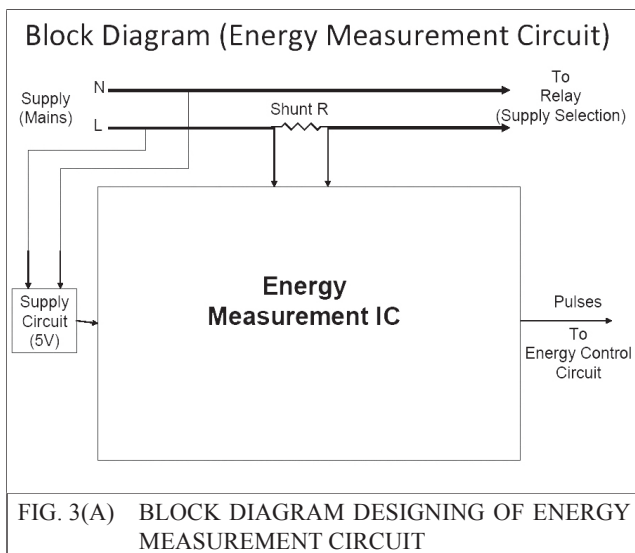 Block Diagram (Energy Measurement Circuit)
N
Supply
(Mains)
L
Shunt R
To
Relay
(Supply Selection)
Energy
Measurement IC
Supply
Circuit
(5V)
Pulses
To
Energy Control
Circuit
FIG. 3(A) BLOCK DIAGRAM DESIGNING OF ENERGY
MEASUREMENT CIRCUIT